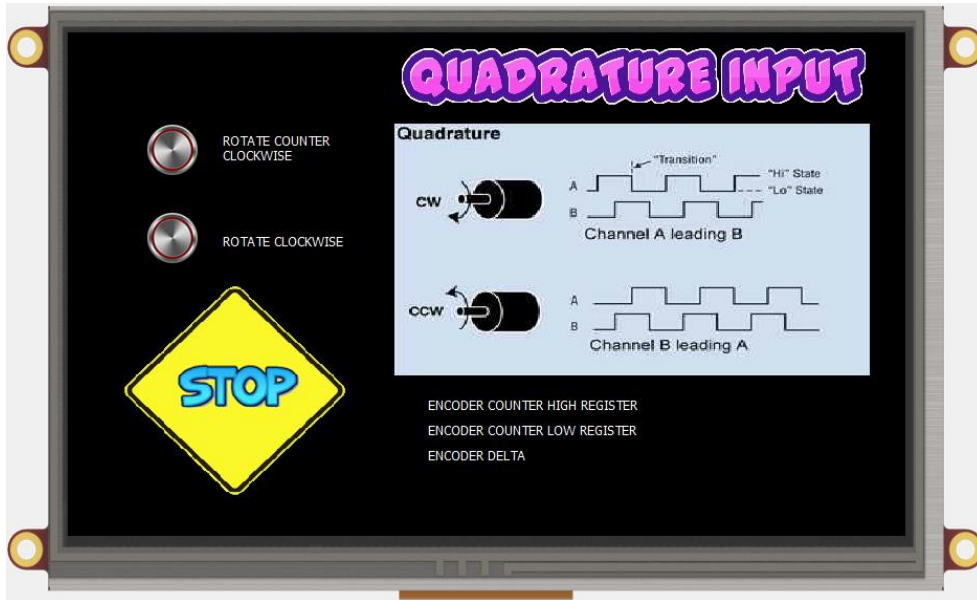 QUADRATURE INPUT
ROTATE COUNTER
CLOCKWISE
ROTATE CLOCKWISE
STOP
Quadrature
"Transition"
"Hi" State
A
"Lo" State
CW
B
Channel A leading B
A
CCW
B
Channel B leading A
ENCODER COUNTER HIGH REGISTER
ENCODER COUNTER LOW REGISTER
ENCODER DELTA